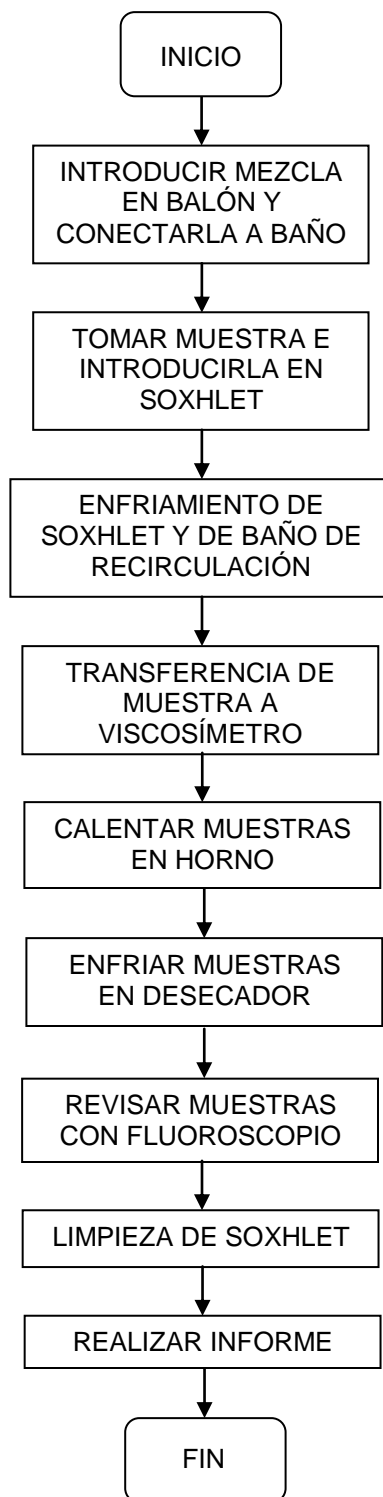 INICIO
INTRODUCIR MEZCLA
EN BALÓN Y
CONECTARLA A BAÑO
TOMAR MUESTRA E
INTRODUCIRLA EN
SOXHLET
ENFRIAMIENTO DE
SOXHLET Y DE BAÑO DE
RECIRCULACIÓN
TRANSFERENCIA DE
MUESTRA A
VISCOSÍMETRO
CALENTAR MUESTRAS
EN HORNO
ENFRIAR MUESTRAS
EN DESECADOR
REVISAR MUESTRAS
CON FLUOROSCOPIO
LIMPIEZA DE SOXHLET
REALIZAR INFORME
FIN